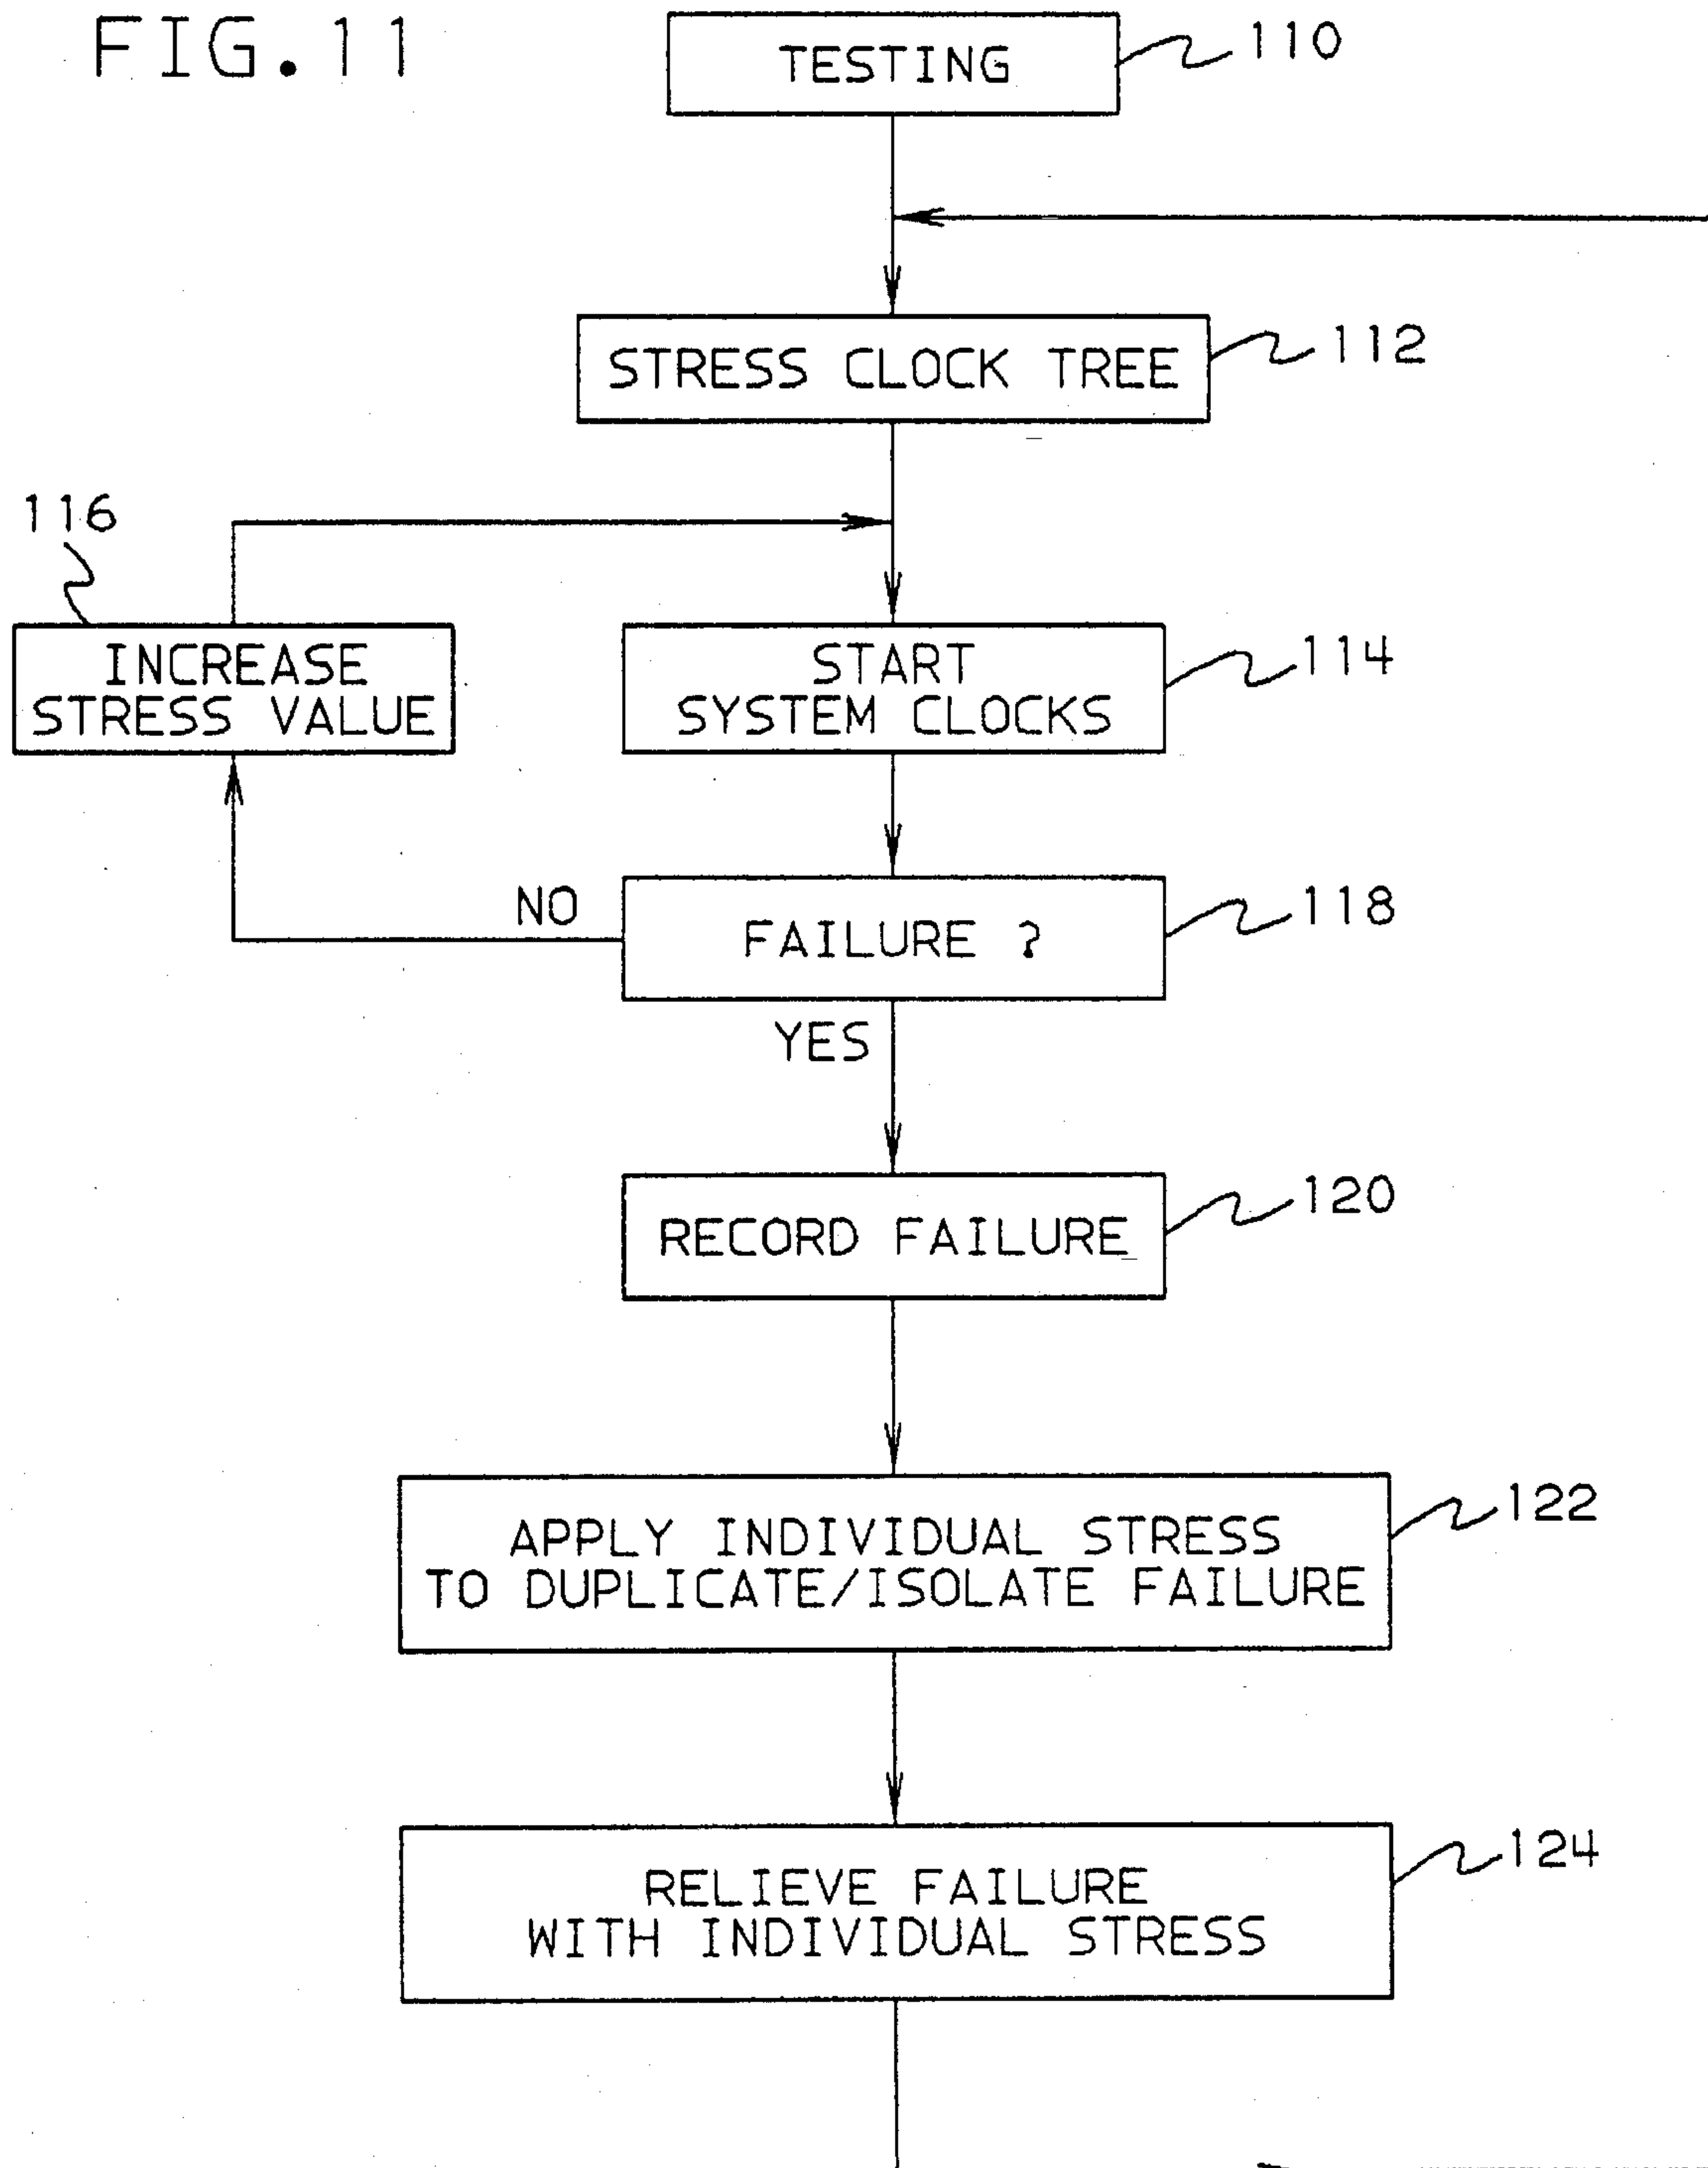 FIG.11
TESTING
110
STRESS CLOCK TREE
112
116
INCREASE
STRESS VALUE
START
SYSTEM CLOCKS
114
NO
FAILURE ?
118
YES
RECORD FAILURE
120
APPLY INDIVIDUAL STRESS
TO DUPLICATE/ISOLATE FAILURE
122
RELIEVE FAILURE
WITH INDIVIDUAL STRESS
124